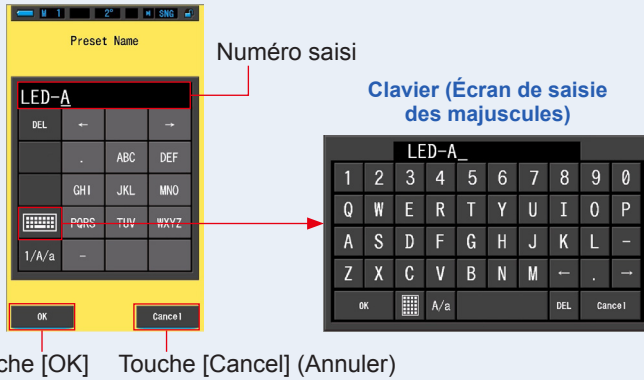 M 1 2° M SNG
Preset Name
LED-A
DEL ← →
. ABC DEF
GHI JKL MNO
PQRS TUV WXYZ
1/A/a -
OK Cancel
Numéro saisi
Clavier (Écran de saisie
des majuscules)
LED-A_
1 2 3 4 5 6 7 8 9 0
Q W E R T Y U I O P
A S D F G H J K L -
Z X C V B N M ← . →
OK A/a DEL Cancel
che [OK] Touche [Cancel] (Annuler)